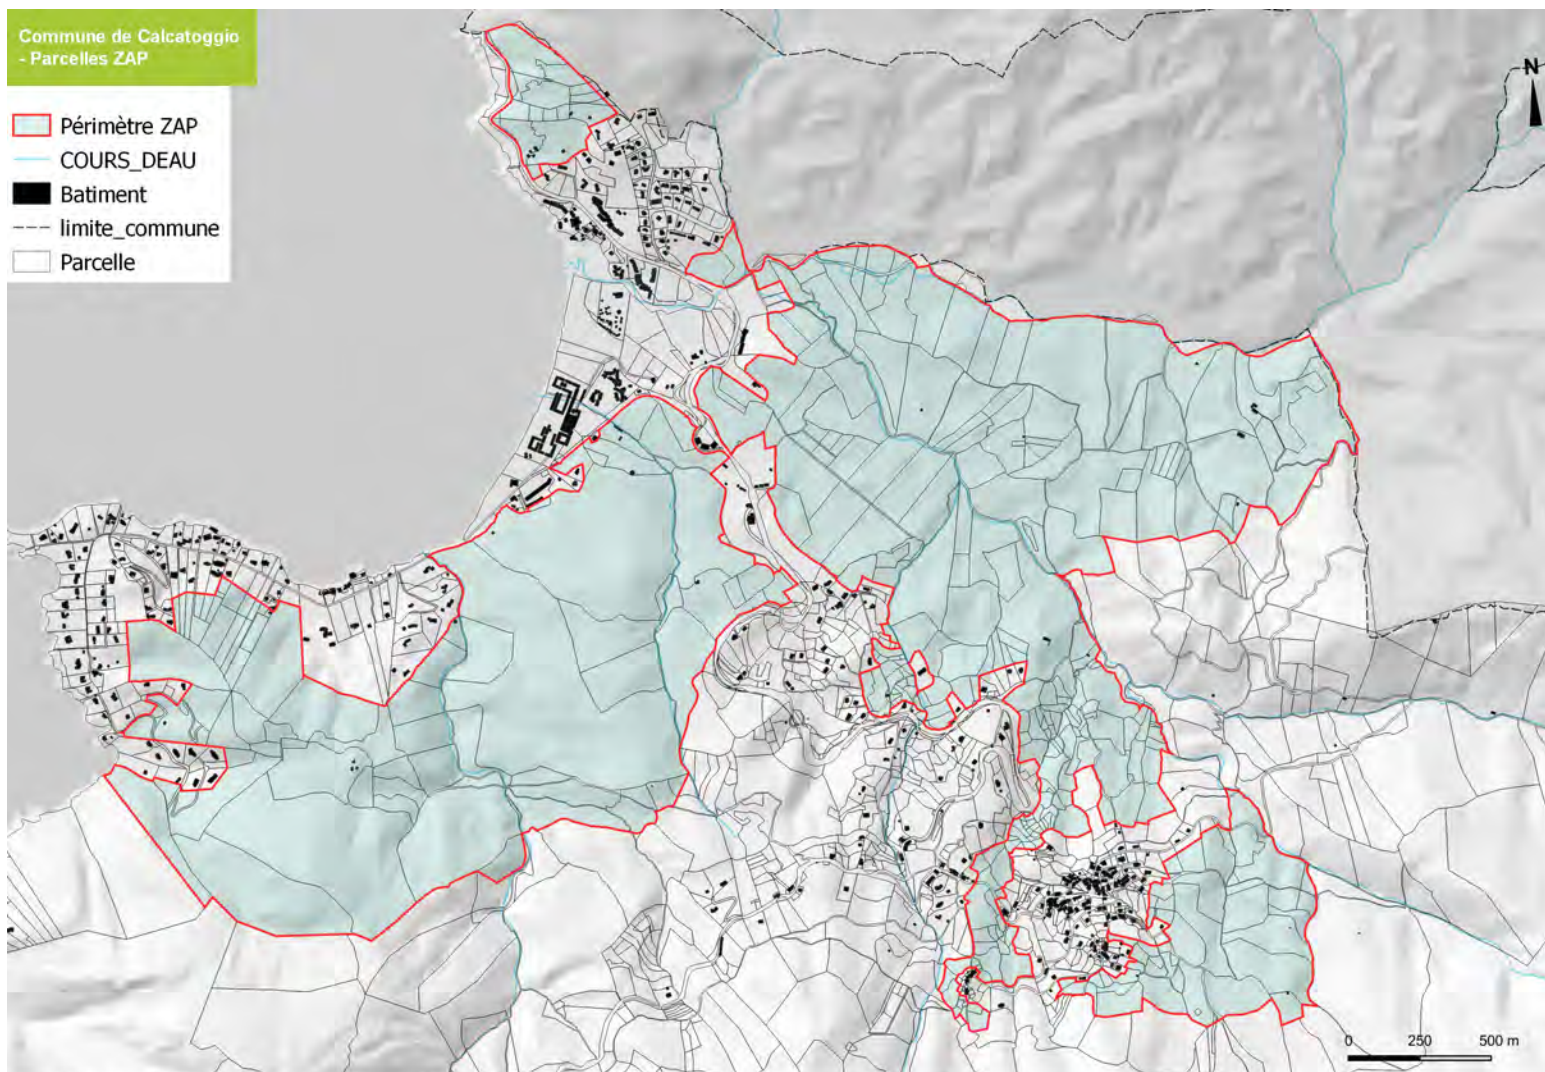 Commune de Calcatoggio
- Parcelles ZAP
Périmètre ZAP
COURS_DEAU
Batiment
limite_commune
Parcelle
N
0 250 500 m